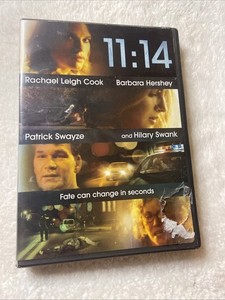 11:14
Rachael Leigh Cook Barbara Hershey
Patrick Swayze and Hilary Swank
Fate can change in seconds